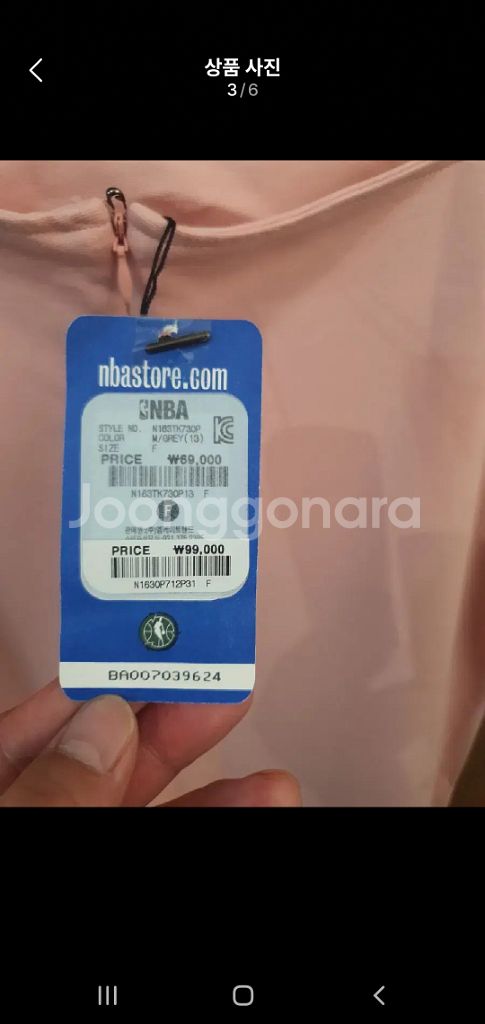 상품 사진
3/6
nbastore.com
NBA
STYLE NO. N163TK730P
COLOR M/GREY(13)
SIZE F
PRICE ₩69,000
N163TK730P13 F
F
Joonggonara
PRICE ₩99,000
N163OP712P31 F
BA007039624